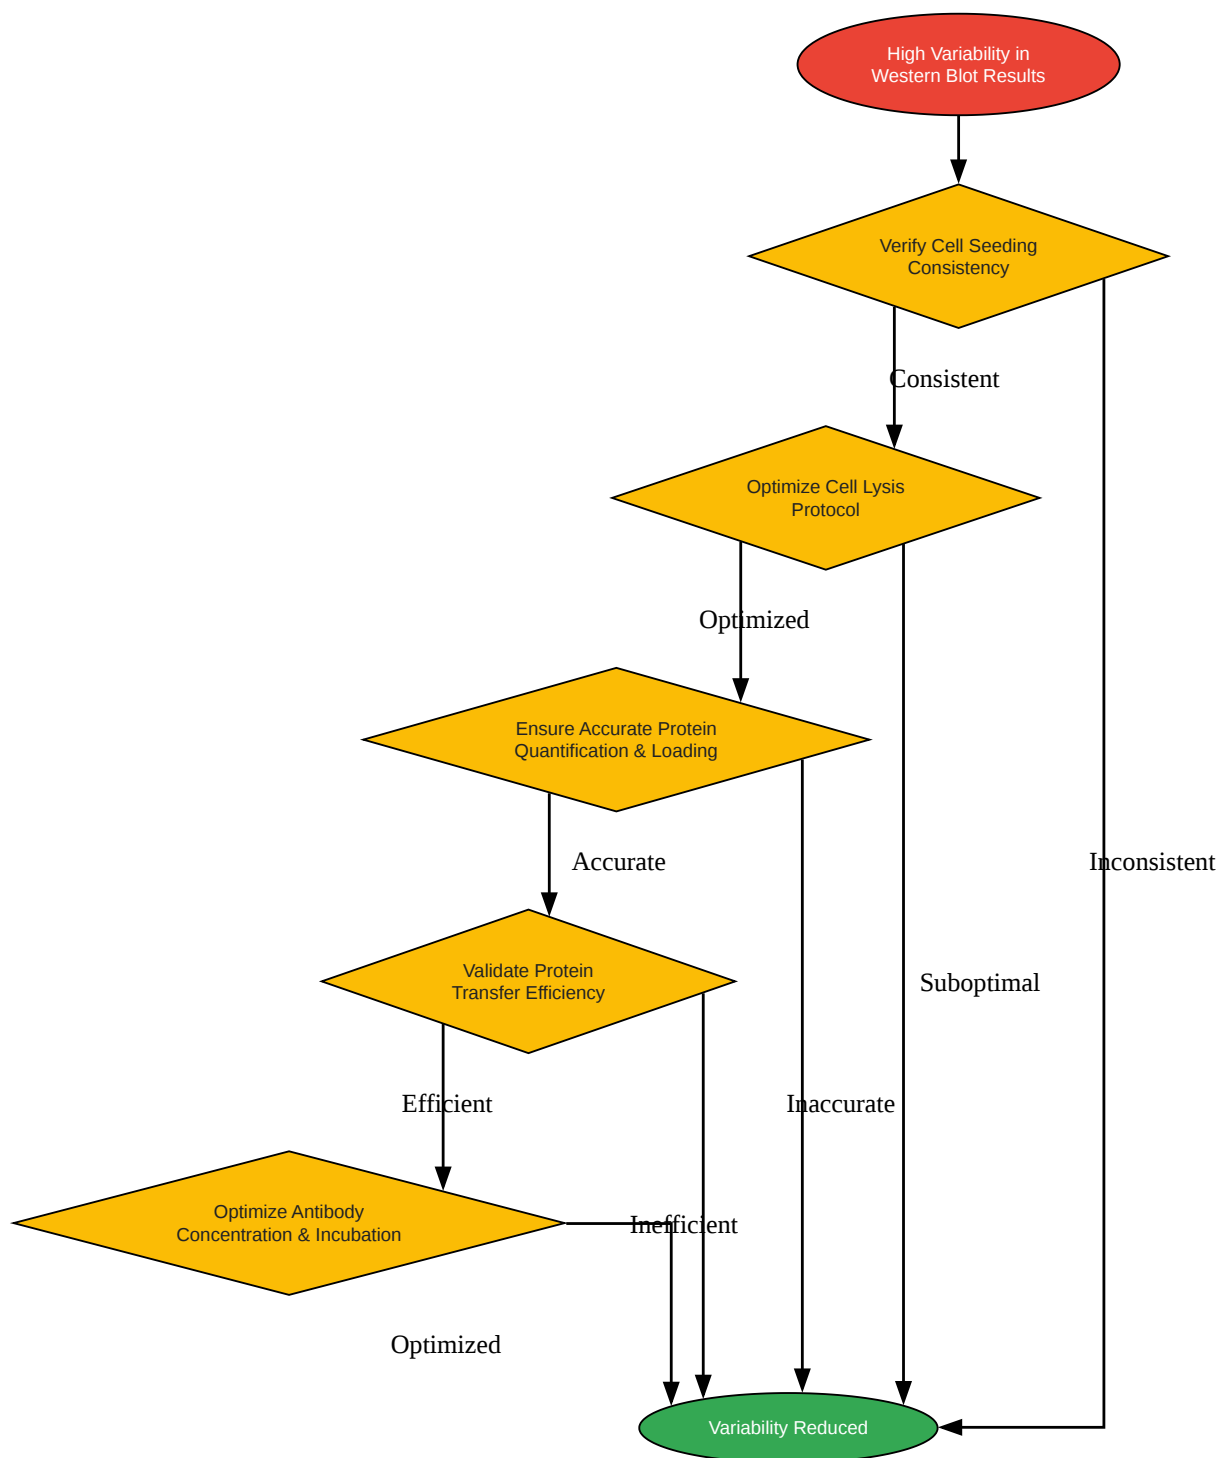 High Variability in
Western Blot Results
Verify Cell Seeding
Consistency
Consistent
Optimize Cell Lysis
Protocol
Optimized
Ensure Accurate Protein
Quantification & Loading
Accurate
Inconsistent
Validate Protein
Transfer Efficiency
Suboptimal
Efficient
Inaccurate
Optimize Antibody
Concentration & Incubation
Inefficient
Optimized
Variability Reduced